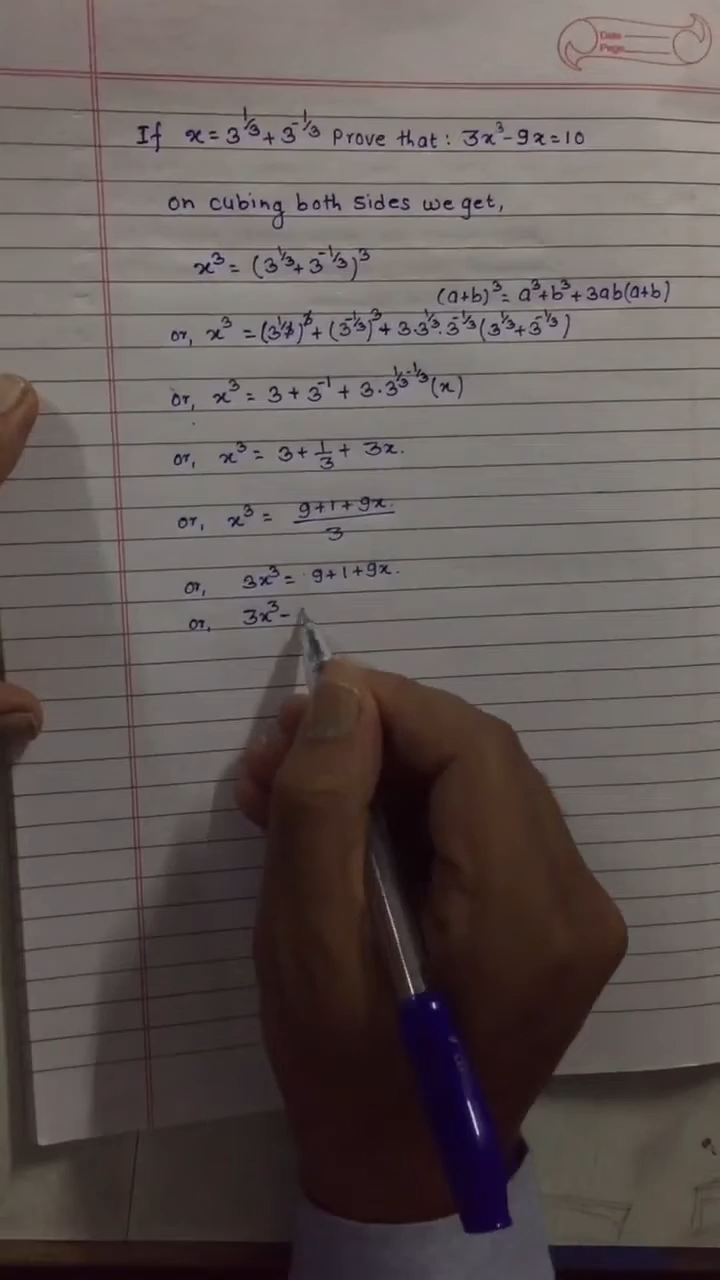 Date
Page
If x = 3^{1/3} + 3^{-1/3} Prove that : 3x³ - 9x = 10
on cubing both sides we get,
x³ = (3^{1/3} + 3^{-1/3})³
(a+b)³ = a³ + b³ + 3ab(a+b)
or, x³ = (3^{1/3})³ + (3^{-1/3})³ + 3.3^{1/3}.3^{-1/3}(3^{1/3} + 3^{-1/3})
or, x³ = 3 + 3^{-1} + 3.3^{1/3-1/3}(x)
or, x³ = 3 + 1/3 + 3x.
or, x³ = (9+1+9x.)/3
or, 3x³ = 9+1+9x.
or, 3x³ -